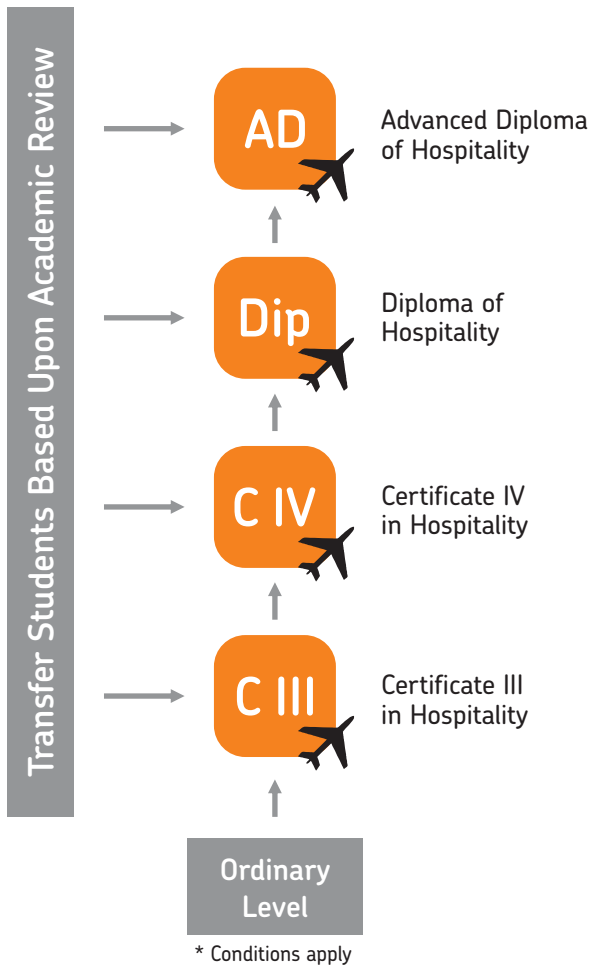 Transfer Students Based Upon Academic Review
AD
Advanced Diploma
of Hospitality
Dip
Diploma of
Hospitality
C IV
Certificate IV
in Hospitality
C III
Certificate III
in Hospitality
Ordinary
Level
* Conditions apply